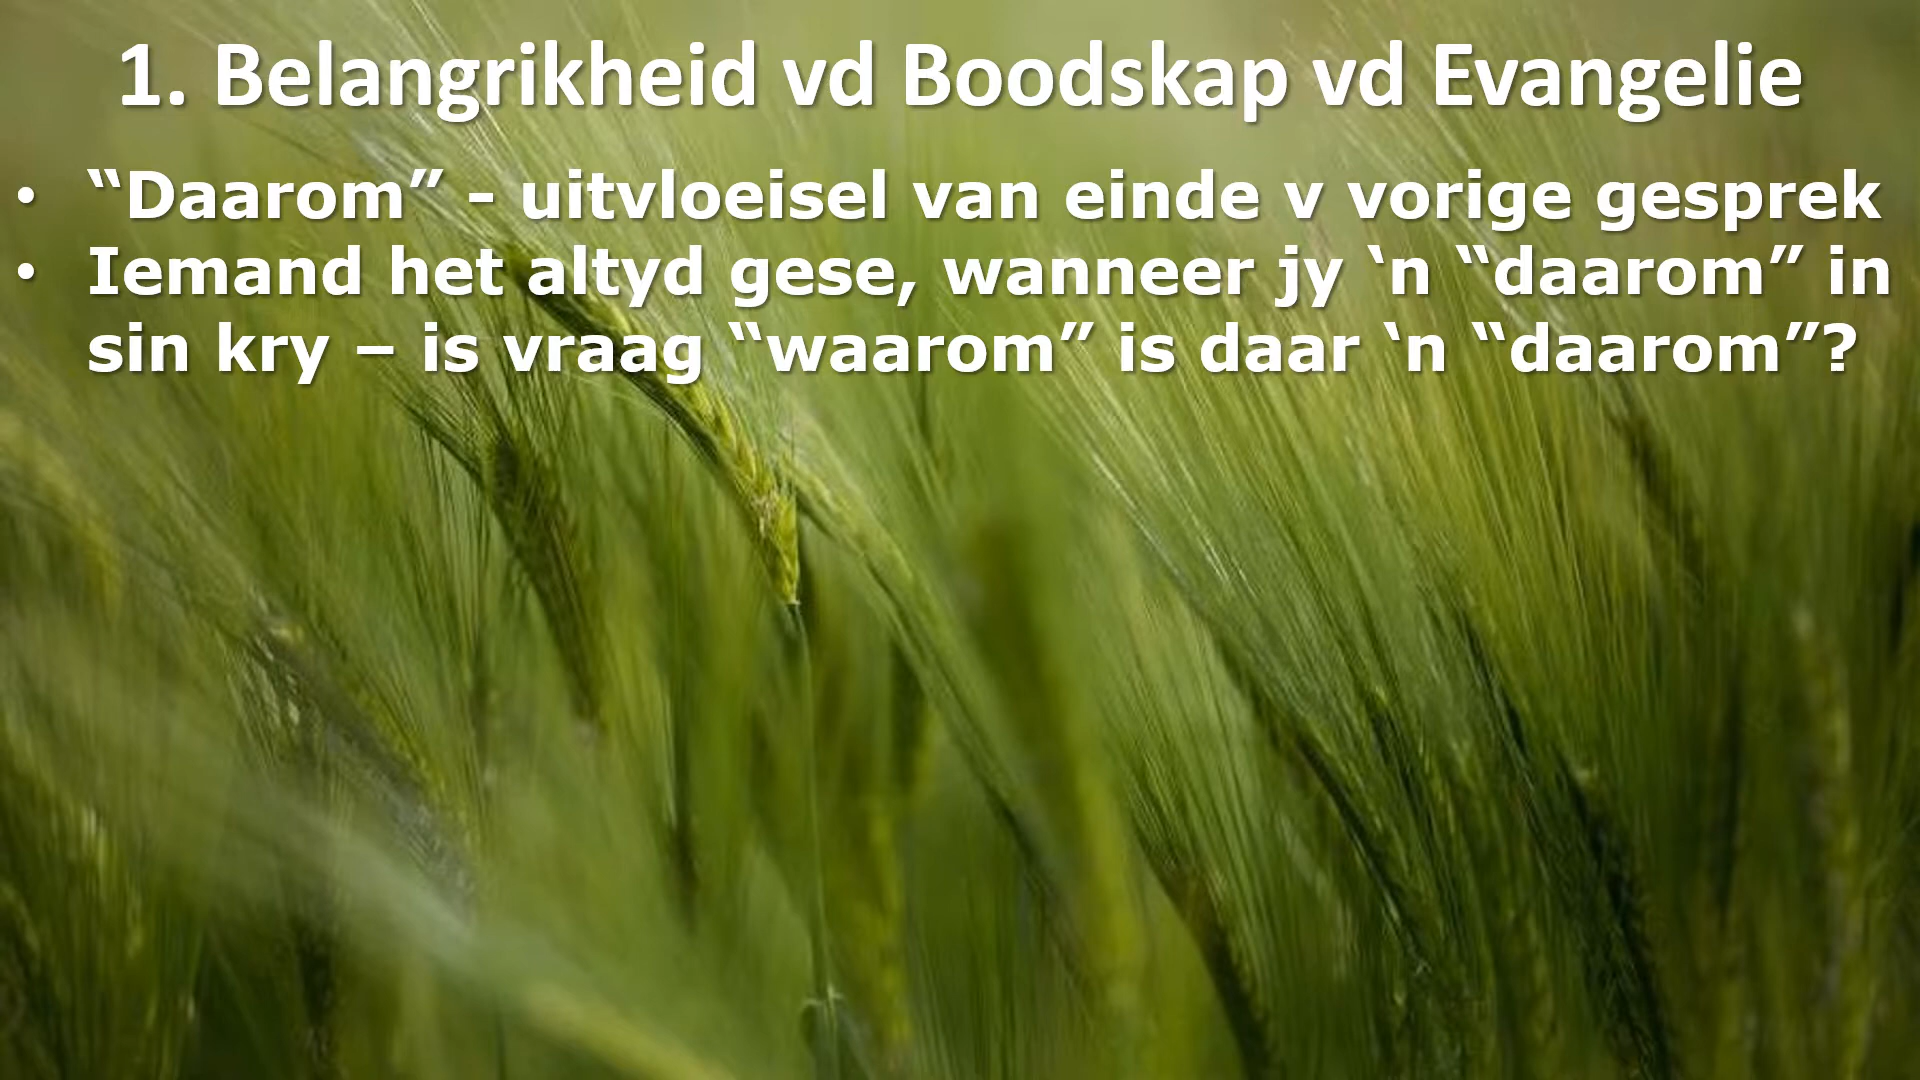 1. Belangrikheid vd Boodskap vd Evangelie
• “Daarom” - uitvloeisel van einde v vorige gesprek
• Iemand het altyd gese, wanneer jy ‘n “daarom” in
sin kry – is vraag “waarom” is daar ‘n “daarom”?